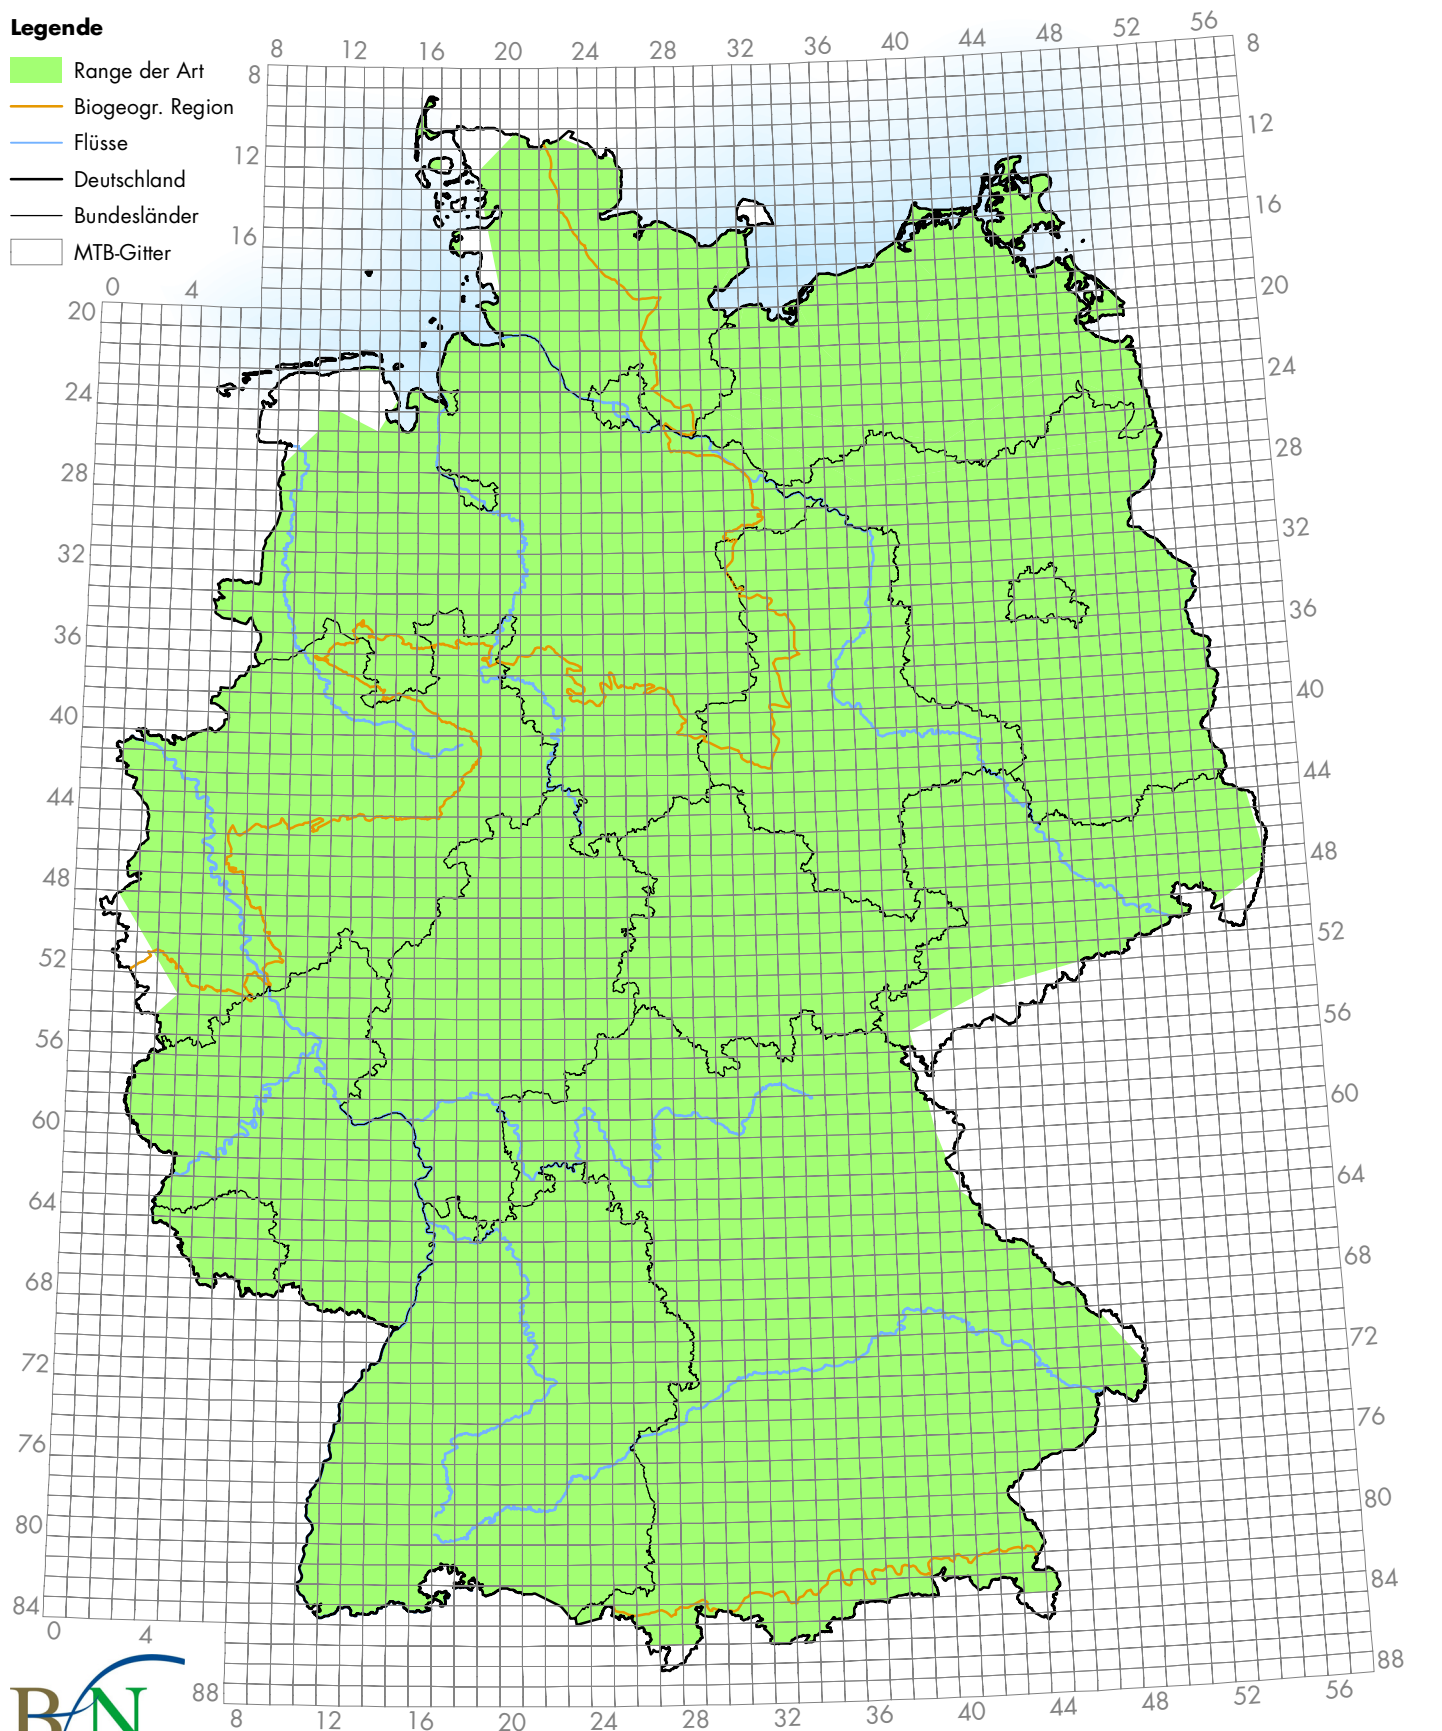 Legende
Range der Art
Biogeogr. Region
Flüsse
Deutschland
Bundesländer
MTB-Gitter
8 12 16 20 24 28 32 36 40 44 48 52 56
8 8
12 12
16 16
0 4
20 20
24 24
28 28
32 32
36 36
40 40
44 44
48 48
52 52
56 56
60 60
64 64
68 68
72 72
76 76
80 80
84 84
0 4
88 88
8 12 16 20 24 28 32 36 40 44 48 52 56
BfN